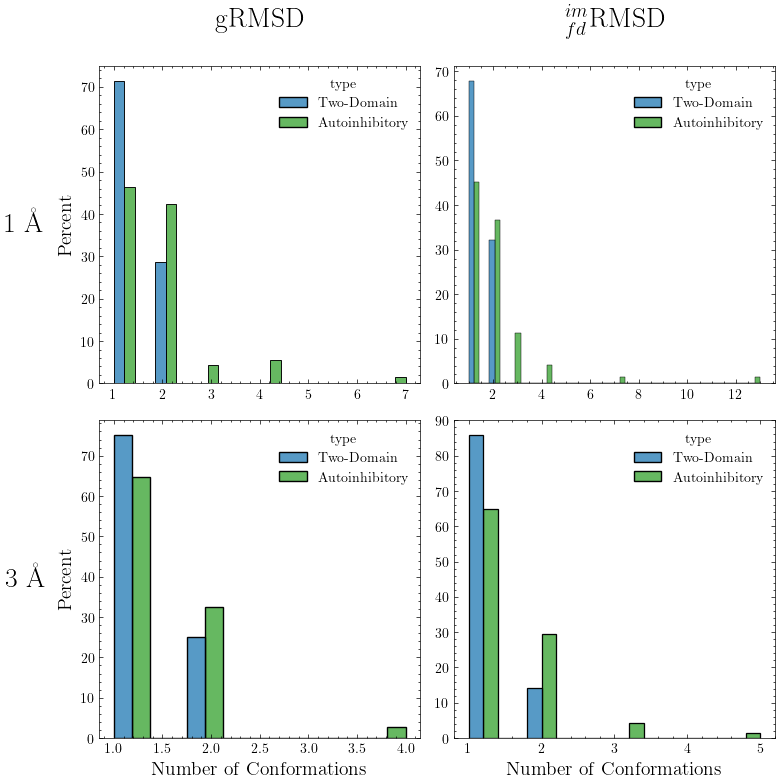 gRMSD
im fd RMSD
1 Å
Percent
70
60
50
40
30
20
10
0
1 2 3 4 5 6 7
type
Two-Domain
Autoinhibitory
70
60
50
40
30
20
10
0
2 4 6 8 10 12
type
Two-Domain
Autoinhibitory
3 Å
Percent
70
60
50
40
30
20
10
0
1.0 1.5 2.0 2.5 3.0 3.5 4.0
Number of Conformations
type
Two-Domain
Autoinhibitory
90
80
70
60
50
40
30
20
10
0
1 2 3 4 5
Number of Conformations
type
Two-Domain
Autoinhibitory